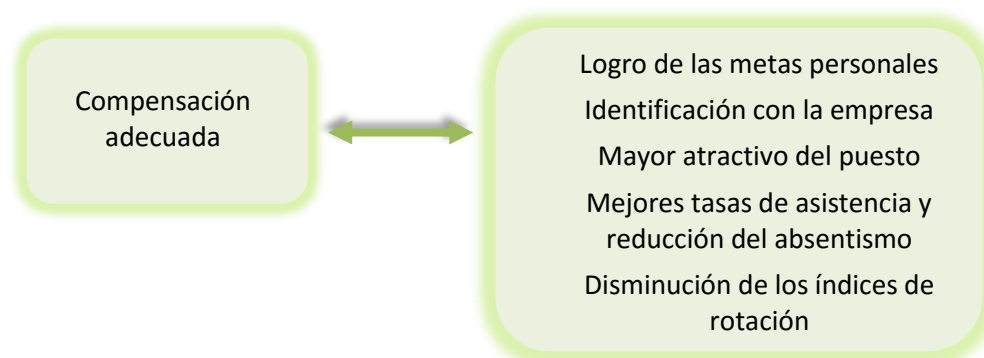 Compensación
adecuada
Logro de las metas personales
Identificación con la empresa
Mayor atractivo del puesto
Mejores tasas de asistencia y
reducción del absentismo
Disminución de los índices de
rotación